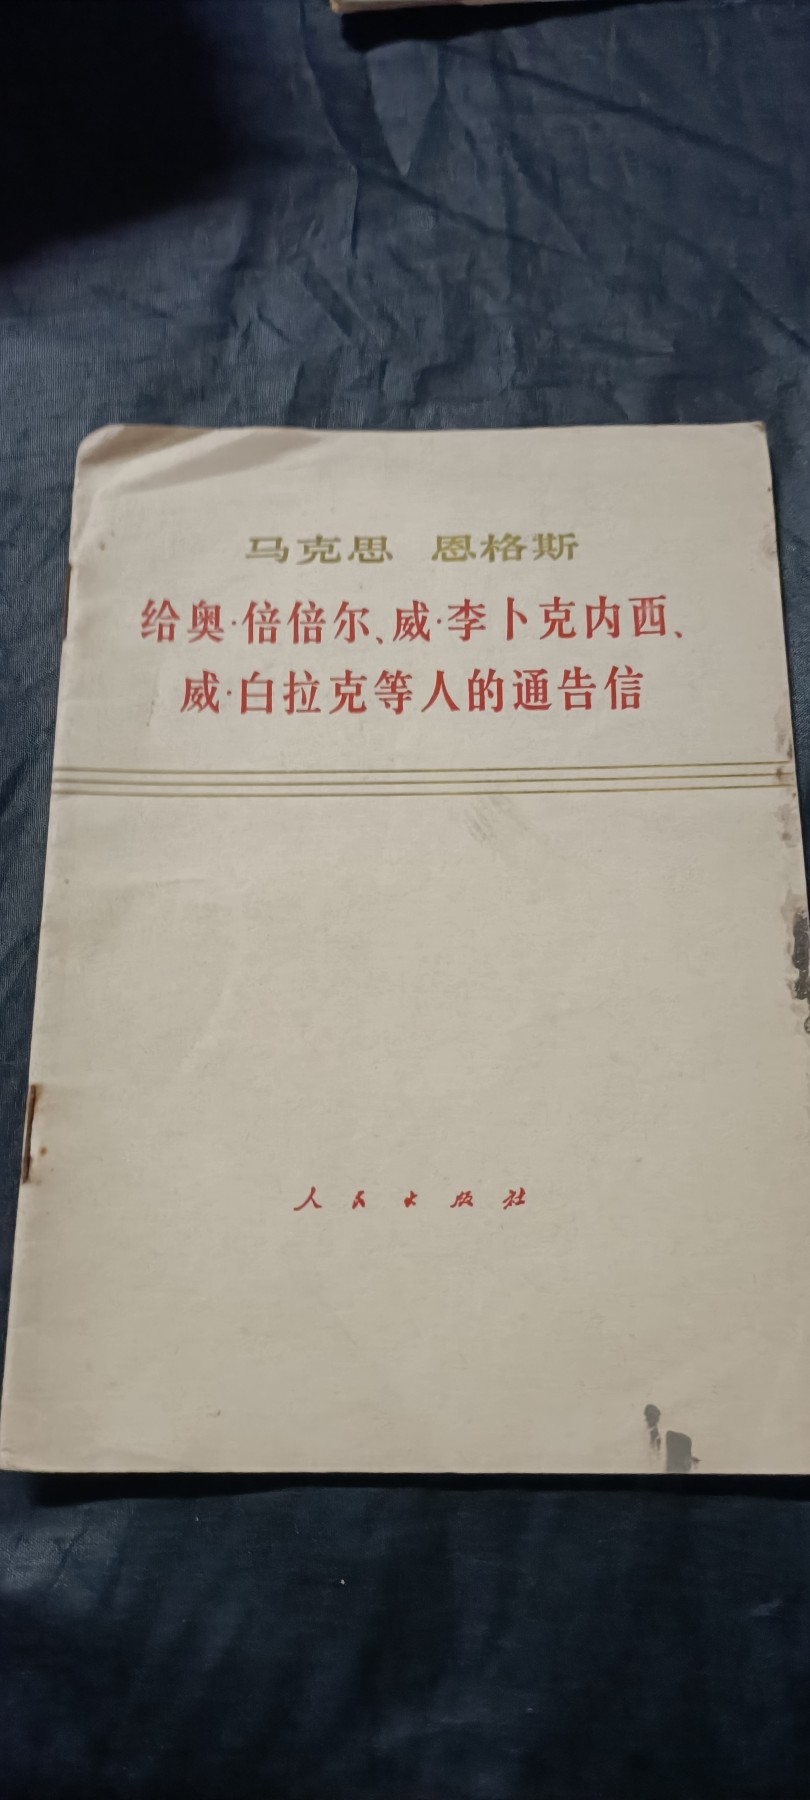 马克思 恩格斯
给奥·倍倍尔、威·李卜克内西、
威·白拉克等人的通告信
人民出版社